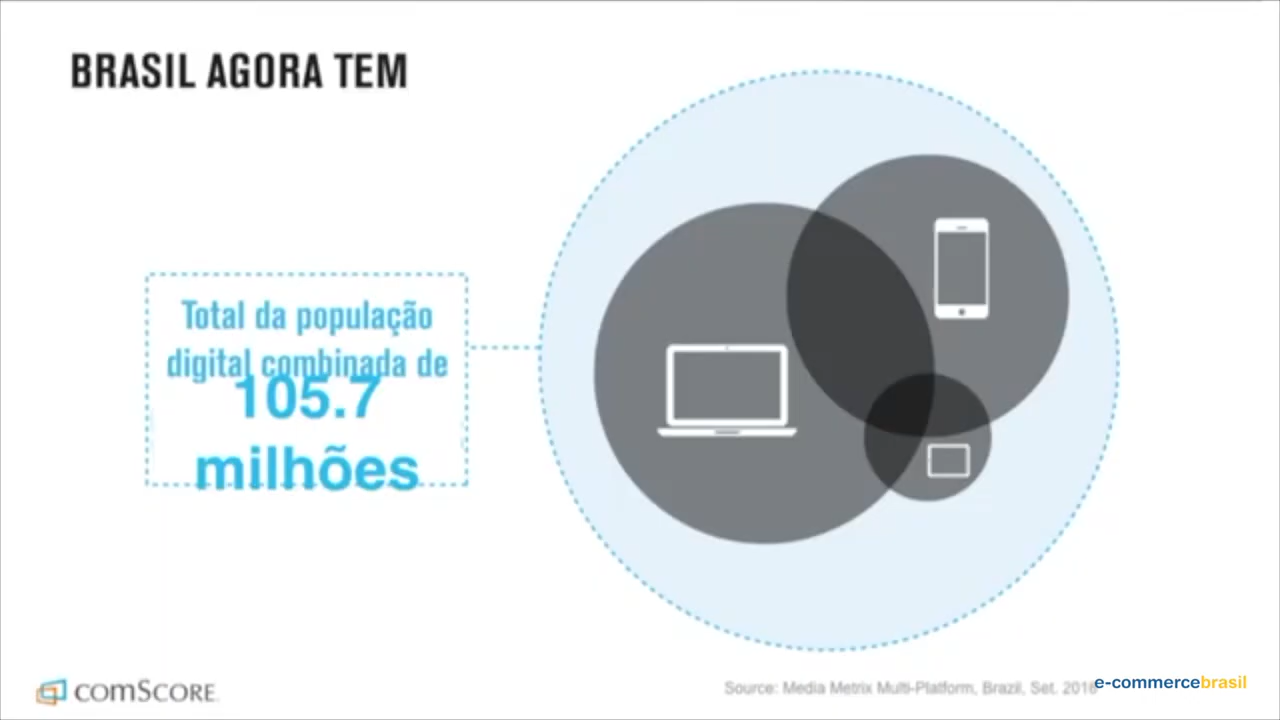 BRASIL AGORA TEM
Total da população
digital combinada de
105.7
milhões
comScore
Source: Media Metrix Multi-Platform, Brazil, Set.
e-commercebrasil